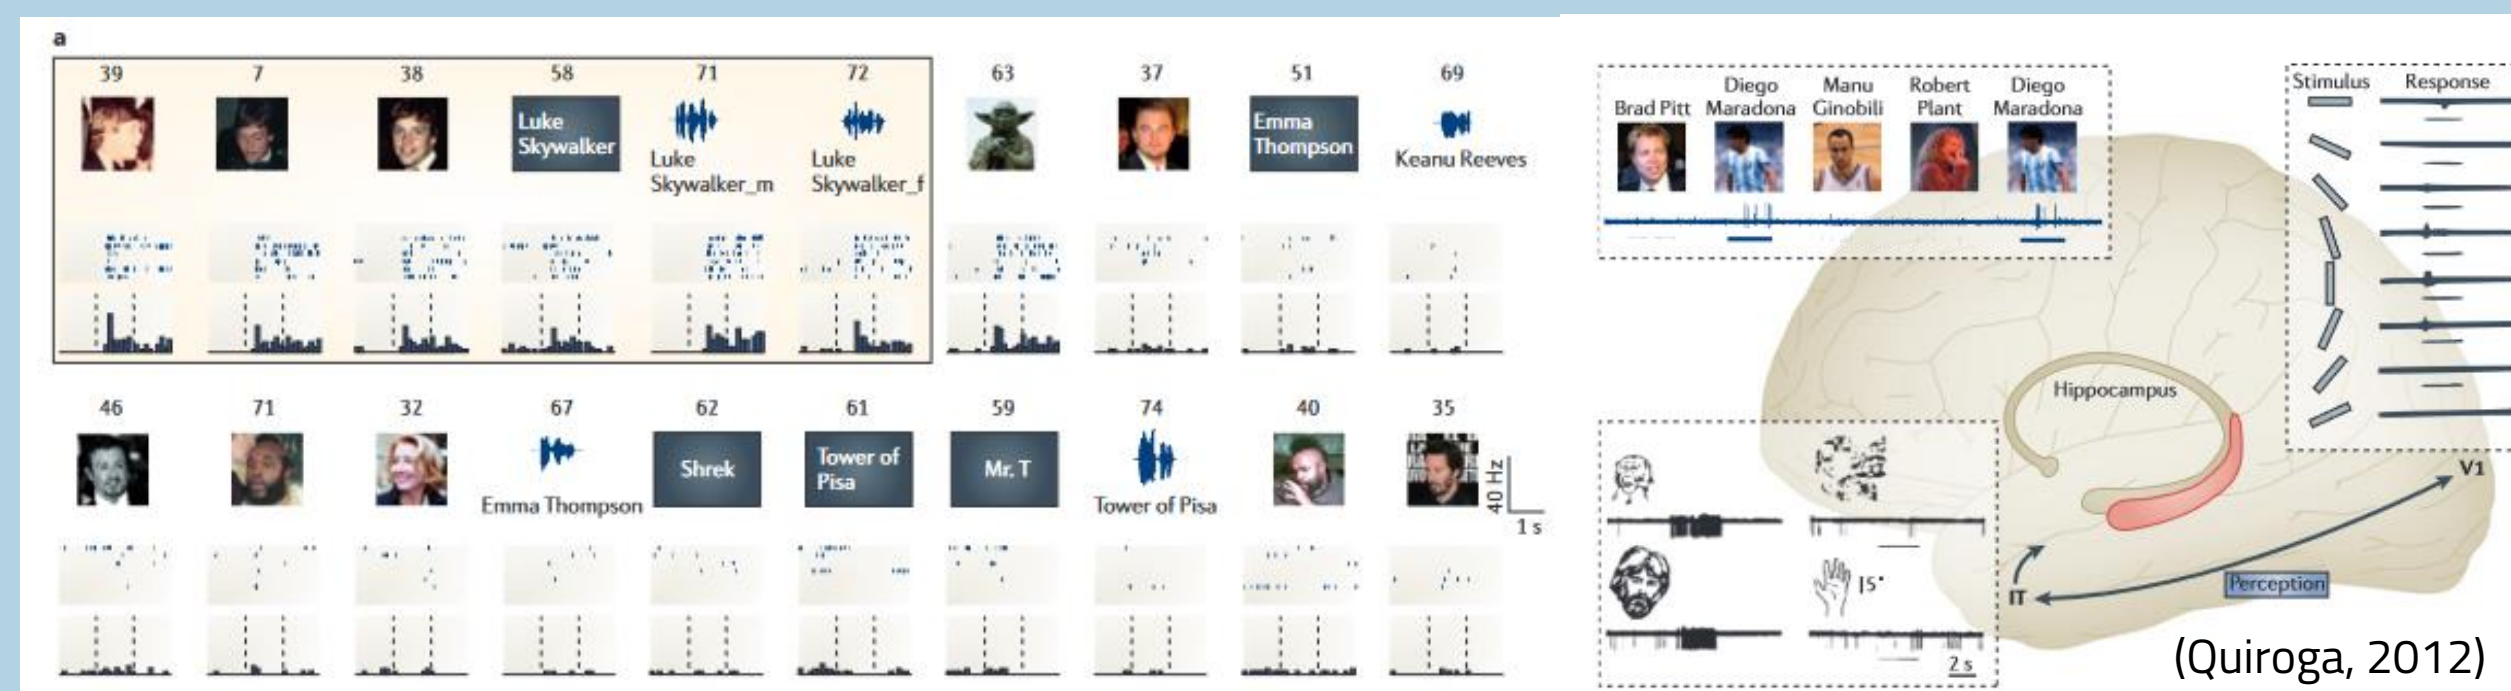 a
39 7 38 58 71 72 63 37 51 69
Luke
Skywalker
Luke
Skywalker_m
Luke
Skywalker_f
Emma
Thompson
Keanu Reeves
46 71 32 67 62 61 59 74 40 35
Emma Thompson
Shrek
Tower of
Pisa
Mr. T
Tower of Pisa
40 Hz
1 s
Brad Pitt
Diego
Maradona
Manu
Ginobili
Robert
Plant
Diego
Maradona
Stimulus Response
Hippocampus
V1
IT
Perception
5°
2 s
(Quiroga, 2012)